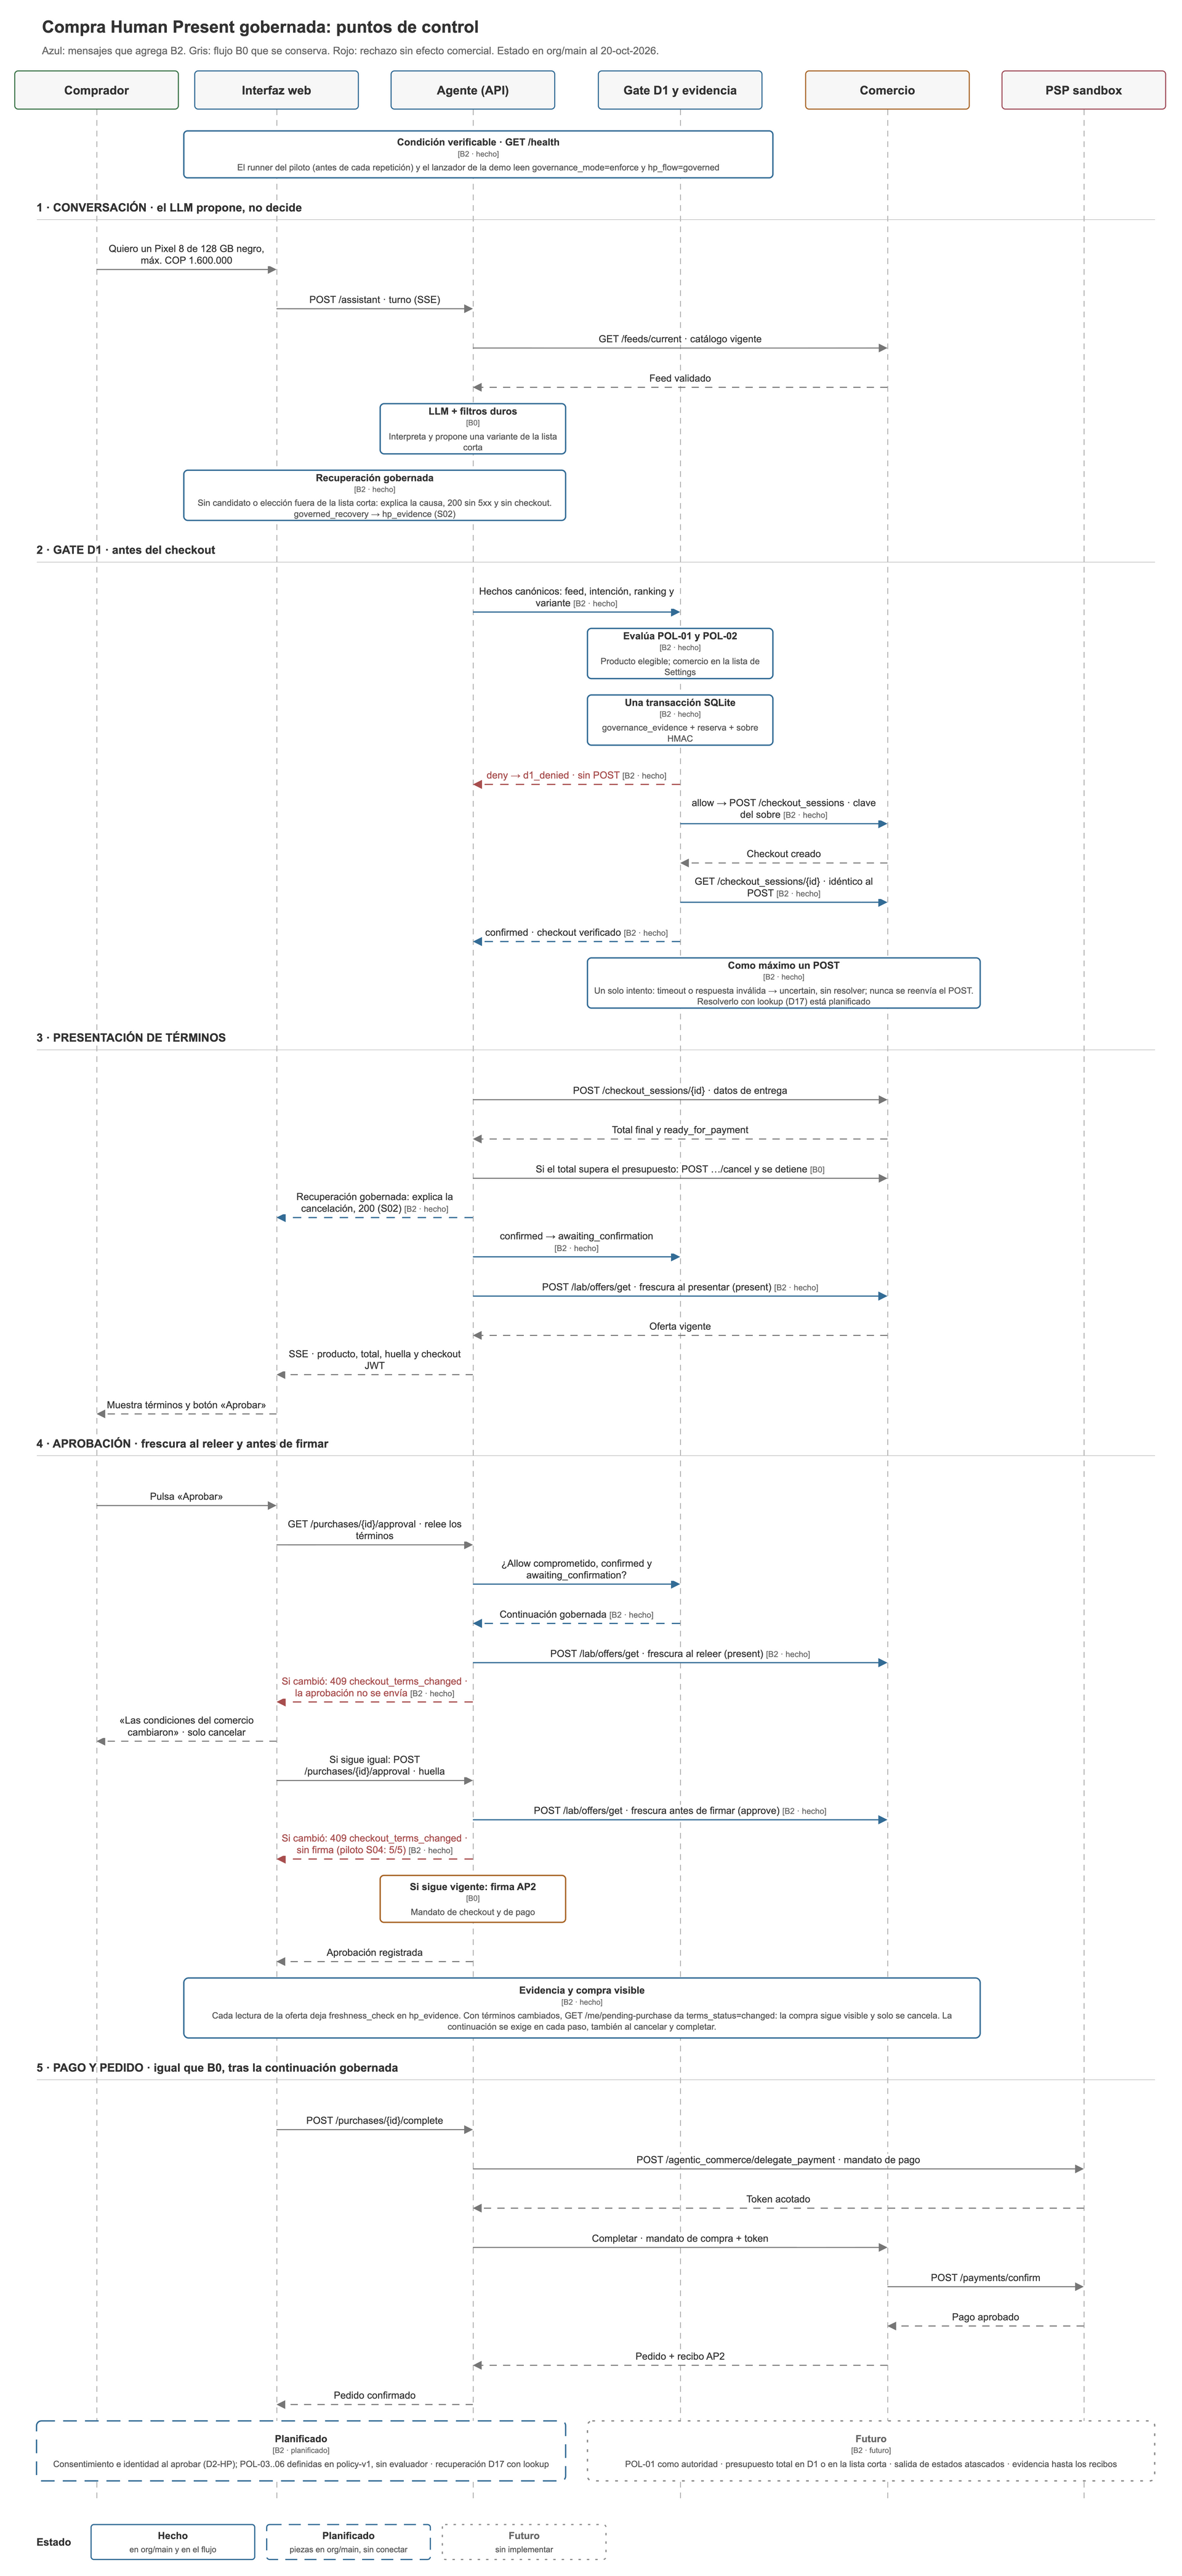 Compra Human Present gobernada: puntos de control
Azul: mensajes que agrega B2. Gris: flujo B0 que se conserva. Rojo: rechazo sin efecto comercial. Estado en org/main al 20-oct-2026.
Comprador
Interfaz web
Agente (API)
Gate D1 y evidencia
Comercio
PSP sandbox
Condición verificable · GET /health
[B2 · hecho]
El runner del piloto (antes de cada repetición) y el lanzador de la demo leen governance_mode=enforce y hp_flow=governed
1 · CONVERSACIÓN · el LLM propone, no decide
Quiero un Pixel 8 de 128 GB negro,
máx. COP 1.600.000
POST /assistant · turno (SSE)
GET /feeds/current · catálogo vigente
Feed validado
LLM + filtros duros
[B0]
Interpreta y propone una variante de la lista
corta
Recuperación gobernada
[B2 · hecho]
Sin candidato o elección fuera de la lista corta: explica la causa, 200 sin 5xx y sin checkout.
governed_recovery → hp_evidence (S02)
2 · GATE D1 · antes del checkout
Hechos canónicos: feed, intención, ranking y
variante [B2 · hecho]
Evalúa POL-01 y POL-02
[B2 · hecho]
Producto elegible; comercio en la lista de
Settings
Una transacción SQLite
[B2 · hecho]
governance_evidence + reserva + sobre
HMAC
deny → d1_denied · sin POST [B2 · hecho]
allow → POST /checkout_sessions · clave
del sobre [B2 · hecho]
Checkout creado
GET /checkout_sessions/{id} · idéntico al
POST [B2 · hecho]
confirmed · checkout verificado [B2 · hecho]
Como máximo un POST
[B2 · hecho]
Un solo intento: timeout o respuesta inválida → uncertain, sin resolver; nunca se reenvía el POST.
Resolverlo con lookup (D17) está planificado
3 · PRESENTACIÓN DE TÉRMINOS
POST /checkout_sessions/{id} · datos de entrega
Total final y ready_for_payment
Si el total supera el presupuesto: POST …/cancel y se detiene [B0]
Recuperación gobernada: explica la
cancelación, 200 (S02) [B2 · hecho]
confirmed → awaiting_confirmation
[B2 · hecho]
POST /lab/offers/get · frescura al presentar (present) [B2 · hecho]
Oferta vigente
SSE · producto, total, huella y checkout
JWT
Muestra términos y botón «Aprobar»
4 · APROBACIÓN · frescura al releer y antes de firmar
Pulsa «Aprobar»
GET /purchases/{id}/approval · relee los
términos
¿Allow comprometido, confirmed y
awaiting_confirmation?
Continuación gobernada [B2 · hecho]
POST /lab/offers/get · frescura al releer (present) [B2 · hecho]
Si cambió: 409 checkout_terms_changed ·
la aprobación no se envía [B2 · hecho]
«Las condiciones del comercio
cambiaron» · solo cancelar
Si sigue igual: POST
/purchases/{id}/approval · huella
POST /lab/offers/get · frescura antes de firmar (approve) [B2 · hecho]
Si cambió: 409 checkout_terms_changed ·
sin firma (piloto S04: 5/5) [B2 · hecho]
Si sigue vigente: firma AP2
[B0]
Mandato de checkout y de pago
Aprobación registrada
Evidencia y compra visible
[B2 · hecho]
Cada lectura de la oferta deja freshness_check en hp_evidence. Con términos cambiados, GET /me/pending-purchase da terms_status=changed: la compra sigue visible y solo se cancela. La
continuación se exige en cada paso, también al cancelar y completar.
5 · PAGO Y PEDIDO · igual que B0, tras la continuación gobernada
POST /purchases/{id}/complete
POST /agentic_commerce/delegate_payment · mandato de pago
Token acotado
Completar · mandato de compra + token
POST /payments/confirm
Pago aprobado
Pedido + recibo AP2
Pedido confirmado
Planificado
[B2 · planificado]
Consentimiento e identidad al aprobar (D2-HP); POL-03..06 definidas en policy-v1, sin evaluador · recuperación D17 con lookup
Futuro
[B2 · futuro]
POL-01 como autoridad · presupuesto total en D1 o en la lista corta · salida de estados atascados · evidencia hasta los recibos
Estado
Hecho
en org/main y en el flujo
Planificado
piezas en org/main, sin conectar
Futuro
sin implementar